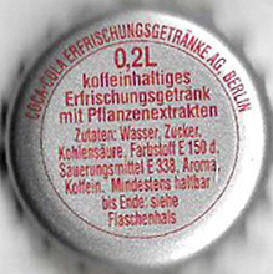 COCA-COLA ERFRISCHUNGSGETRÄNKE AG, BERLIN
0,2L
koffeinhaltiges
Erfrischungsgetränk
mit Pflanzenextrakten
Zutaten: Wasser, Zucker,
Kohlensäure, Farbstoff E 150 d,
Säuerungsmittel E 338, Aroma,
Koffein. Mindestens haltbar
bis Ende: siehe
Flaschenhals